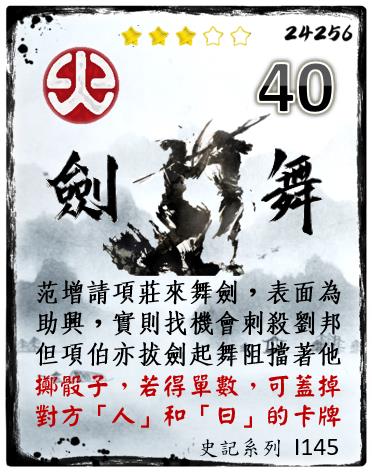 24256
火
40
劍舞
范增請項莊來舞劍，表面為
助興，實則找機會刺殺劉邦
但項伯亦拔劍起舞阻擋著他
擲骰子，若得單數，可蓋掉
對方「人」和「日」的卡牌
史記系列 I145